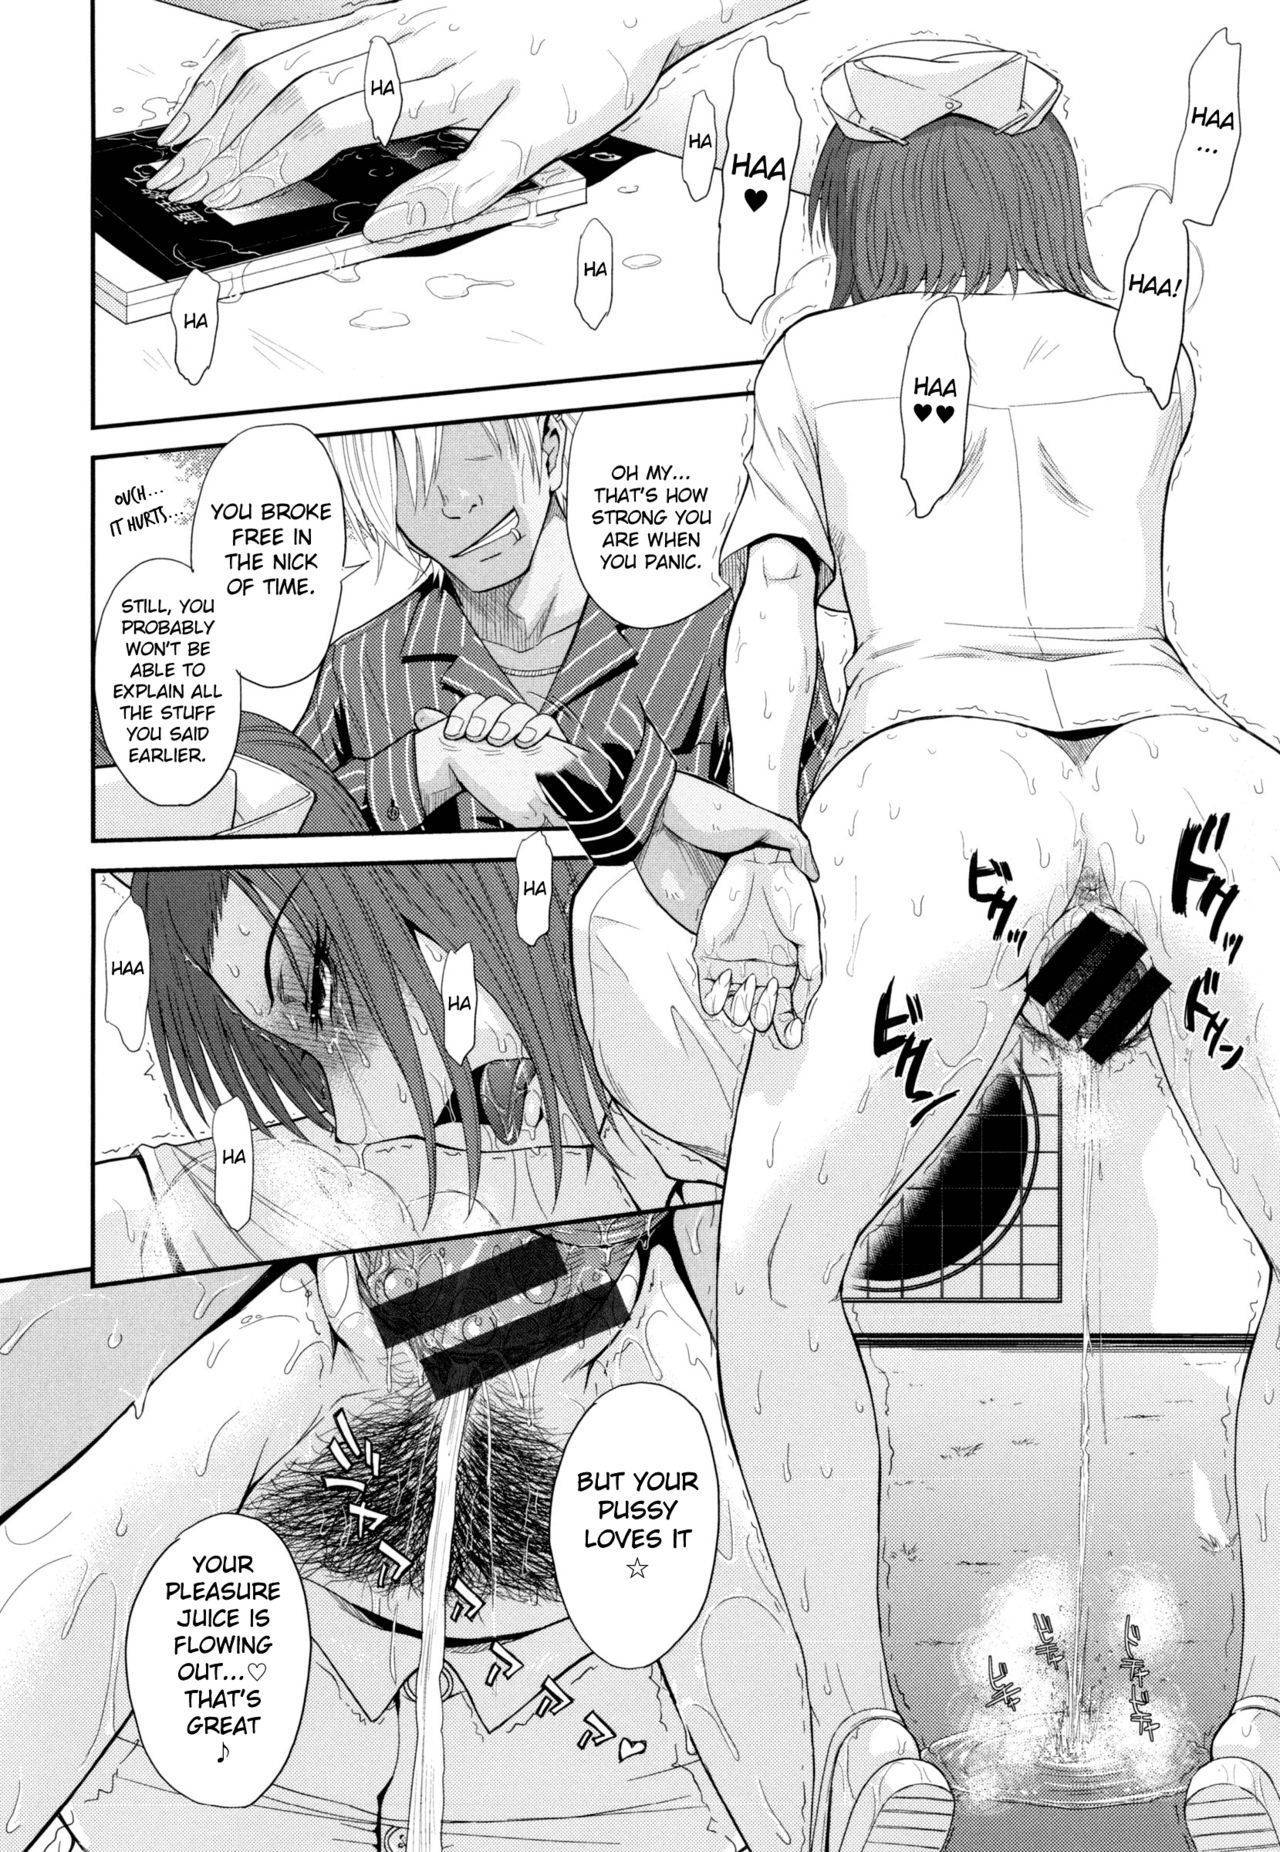 HAA
...
HAA!
HAA
♥
HAA
♥♥
HA
HA
HA
HA
OH MY...
THAT'S HOW
STRONG YOU
ARE WHEN
YOU PANIC.
YOU BROKE
FREE IN
THE NICK
OF TIME.
OUCH...
IT HURTS...
STILL, YOU
PROBABLY
WON'T BE
ABLE TO
EXPLAIN ALL
THE STUFF
YOU SAID
EARLIER.
HA
HA
HAA
HA
BUT YOUR
PUSSY
LOVES IT
☆
YOUR
PLEASURE
JUICE IS
FLOWING
OUT...♡
THAT'S
GREAT
♪